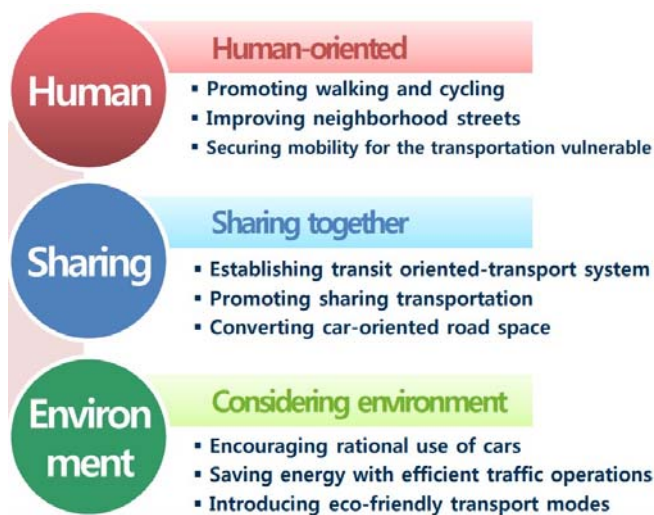 Human
Human-oriented
▪ Promoting walking and cycling
▪ Improving neighborhood streets
▪ Securing mobility for the transportation vulnerable
Sharing
Sharing together
▪ Establishing transit oriented-transport system
▪ Promoting sharing transportation
▪ Converting car-oriented road space
Environ
ment
Considering environment
▪ Encouraging rational use of cars
▪ Saving energy with efficient traffic operations
▪ Introducing eco-friendly transport modes